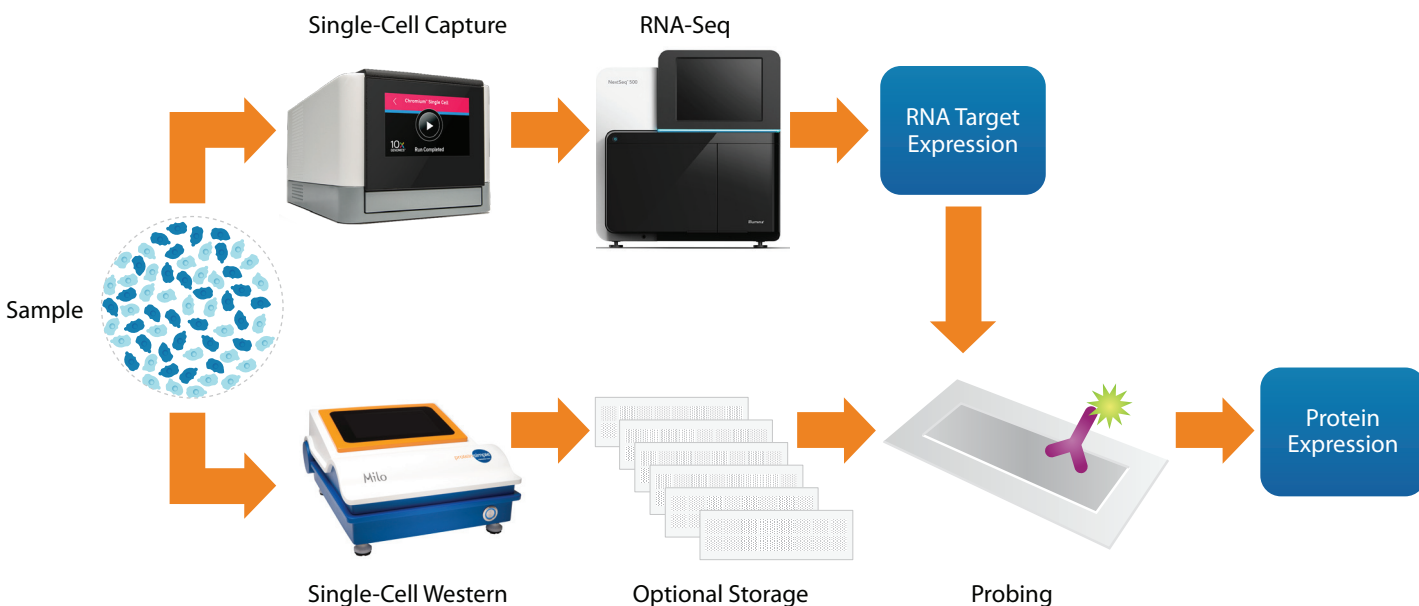 Single-Cell Capture
RNA-Seq
NextSeq® 500
Chromium™ Single Cell
10X
GENOMICS
Run Completed
illumina
RNA Target
Expression
Sample
proteinsimple
Milo
Protein
Expression
Single-Cell Western
Optional Storage
Probing